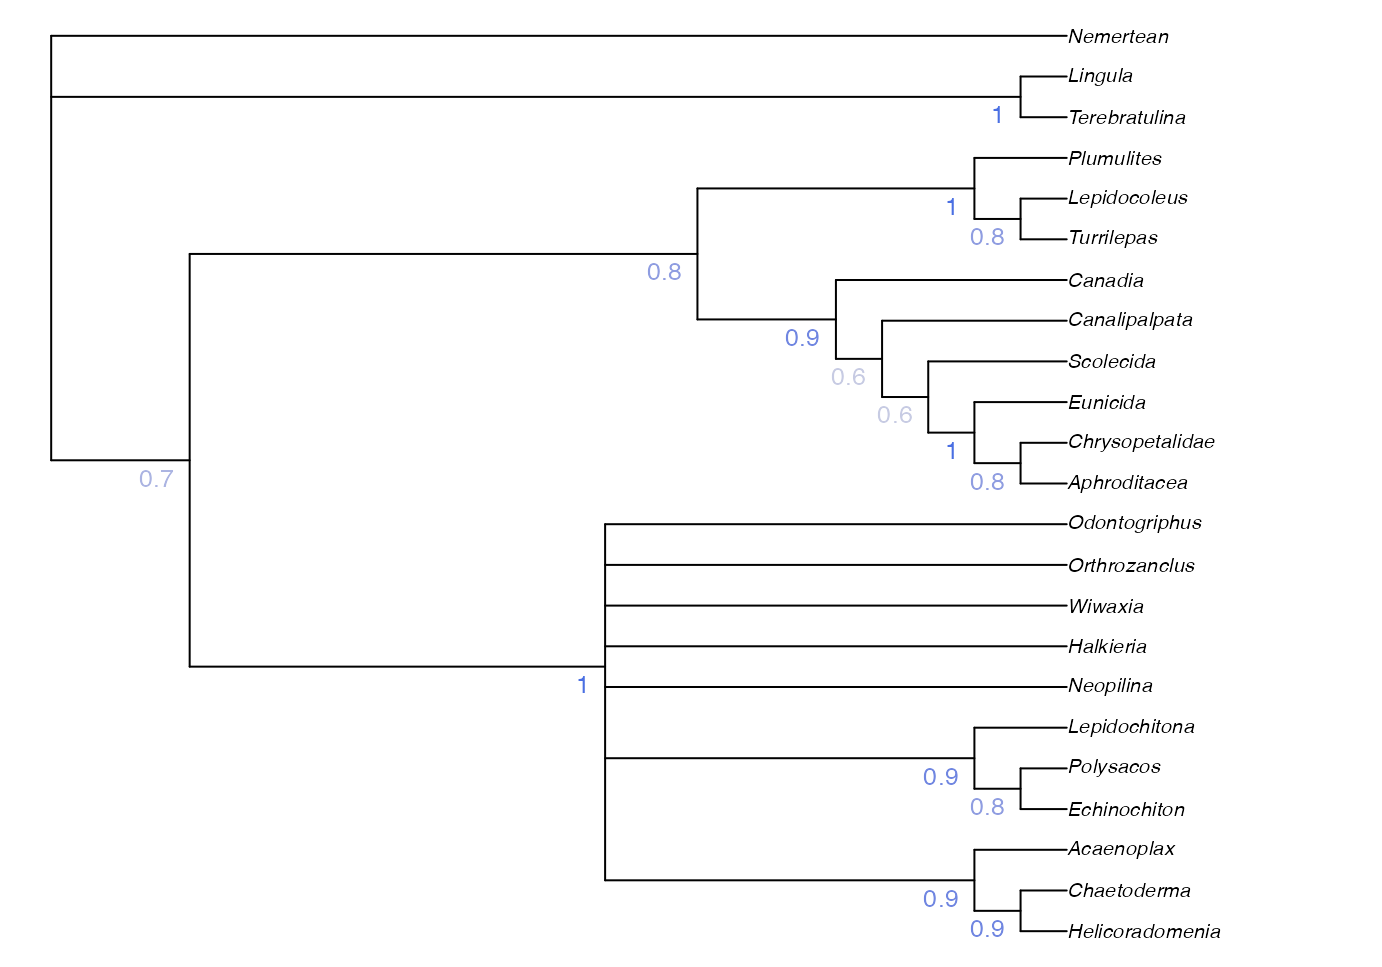 Nemertean
Lingula
1
Terebratulina
Plumulites
Lepidocoleus
1
0.8
Turrilepas
0.8
Canadia
Canalipalpata
0.9
Scolecida
0.6
Eunicida
0.6
Chrysopetalidae
1
0.7
0.8
Aphroditacea
Odontogriphus
Orthrozanclus
Wiwaxia
Halkieria
1
Neopilina
Lepidochitona
Polysacos
0.9
0.8
Echinochiton
Acaenoplax
Chaetoderma
0.9
0.9
Helicoradomenia